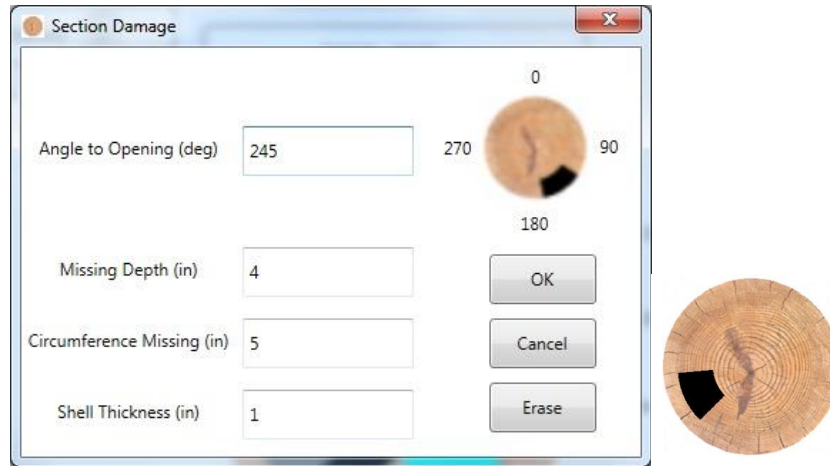 Section Damage
0
Angle to Opening (deg) 245 270 90
180
Missing Depth (in) 4 OK
Circumference Missing (in) 5 Cancel
Shell Thickness (in) 1 Erase